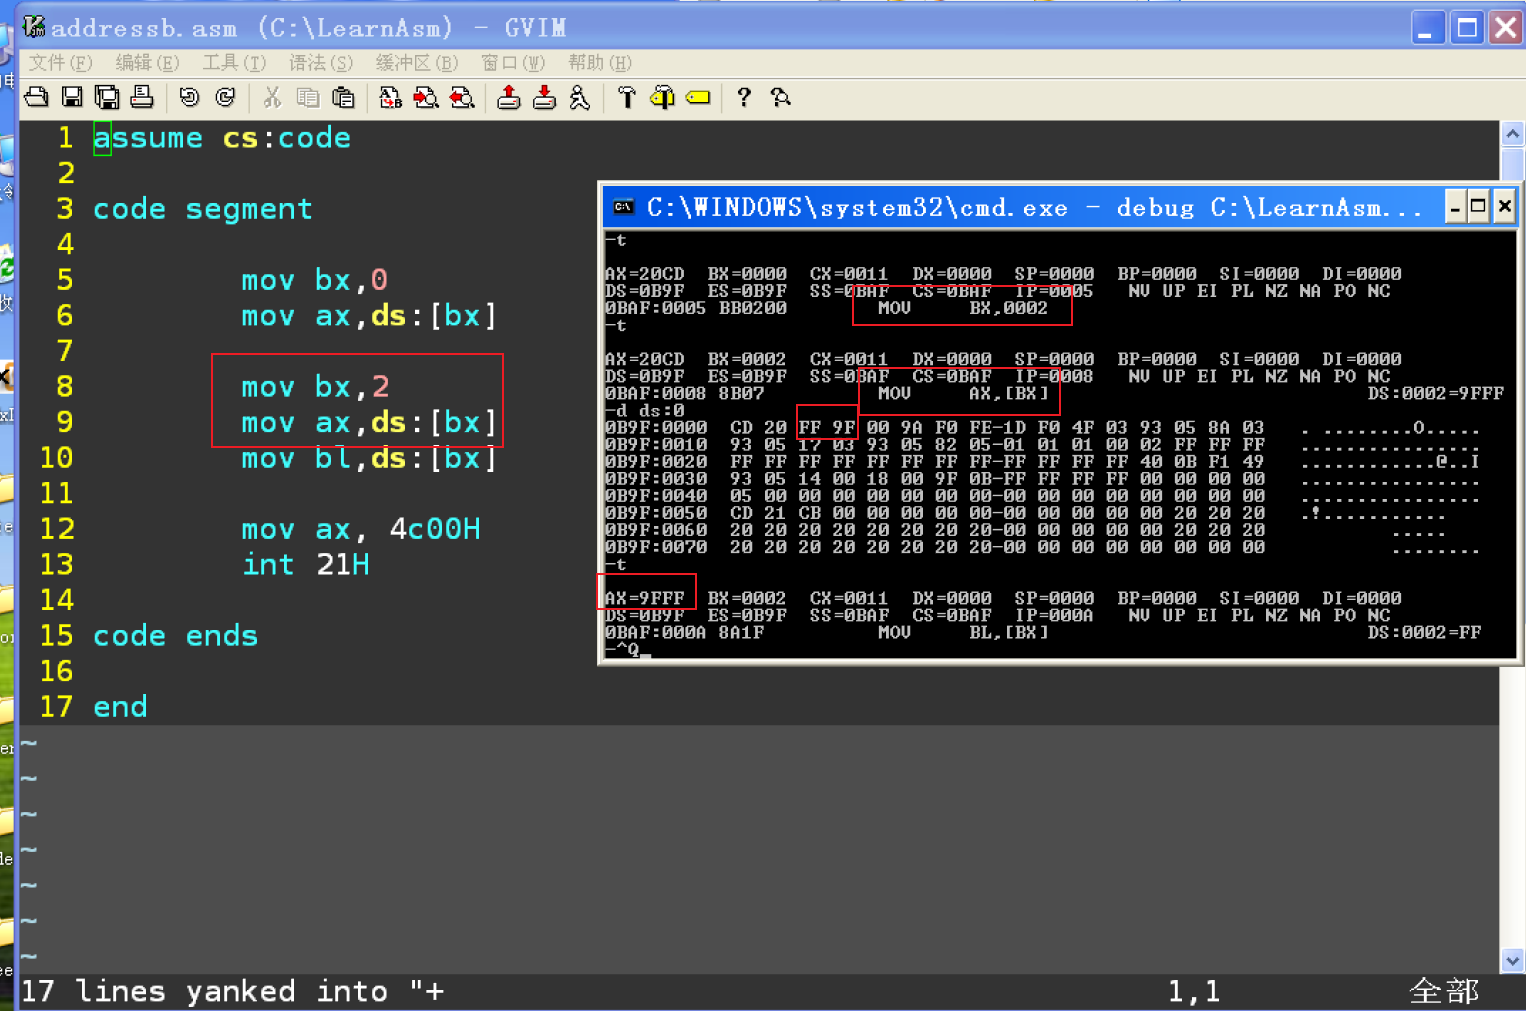 addressb.asm (C:\LearnAsm) - GVIM
文件(F) 编辑(E) 工具(T) 语法(S) 缓冲区(B) 窗口(W) 帮助(H)
1 assume cs:code
2
3 code segment
4
5 mov bx,0
6 mov ax,ds:[bx]
7
8 mov bx,2
9 mov ax,ds:[bx]
10 mov bl,ds:[bx]
11
12 mov ax, 4c00H
13 int 21H
14
15 code ends
16
17 end
~
~
~
~
~
~
~
17 lines yanked into "+ 1,1 全部
C:\WINDOWS\system32\cmd.exe - debug C:\LearnAsm...
-t
AX=20CD BX=0000 CX=0011 DX=0000 SP=0000 BP=0000 SI=0000 DI=0000
DS=0B9F ES=0B9F SS=0BAF CS=0BAF IP=0005 NV UP EI PL NZ NA PO NC
0BAF:0005 BB0200 MOV BX,0002
-t
AX=20CD BX=0002 CX=0011 DX=0000 SP=0000 BP=0000 SI=0000 DI=0000
DS=0B9F ES=0B9F SS=0BAF CS=0BAF IP=0008 NV UP EI PL NZ NA PO NC
0BAF:0008 8B07 MOV AX,[BX] DS:0002=9FFF
-d ds:0
0B9F:0000 CD 20 FF 9F 00 9A F0 FE-1D F0 4F 03 93 05 8A 03 . ........O.....
0B9F:0010 93 05 17 03 93 05 82 05-01 01 01 00 02 FF FF FF ................
0B9F:0020 FF FF FF FF FF FF FF FF-FF FF FF FF 40 0B F1 49 ............@..I
0B9F:0030 93 05 14 00 18 00 9F 0B-FF FF FF FF 00 00 00 00 ................
0B9F:0040 05 00 00 00 00 00 00 00-00 00 00 00 00 00 00 00 ................
0B9F:0050 CD 21 CB 00 00 00 00 00-00 00 00 00 00 20 20 20 .!...........
0B9F:0060 20 20 20 20 20 20 20 20-00 00 00 00 00 20 20 20 .....
0B9F:0070 20 20 20 20 20 20 20 20-00 00 00 00 00 00 00 00 ........
-t
AX=9FFF BX=0002 CX=0011 DX=0000 SP=0000 BP=0000 SI=0000 DI=0000
DS=0B9F ES=0B9F SS=0BAF CS=0BAF IP=000A NV UP EI PL NZ NA PO NC
0BAF:000A 8A1F MOV BL,[BX] DS:0002=FF
-^Q_